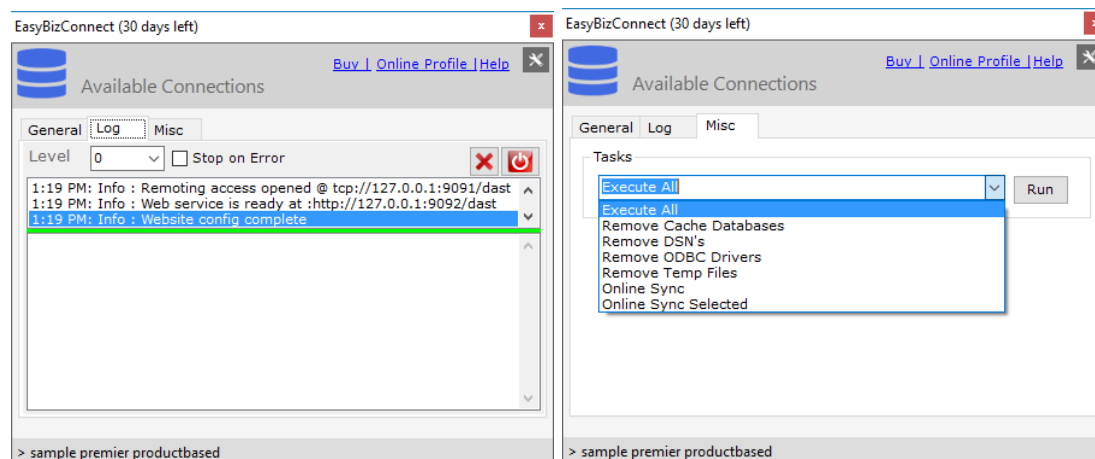 EasyBizConnect (30 days left)
x
Buy | Online Profile | Help
Available Connections
General Log Misc
Level 0 Stop on Error
1:19 PM: Info : Remoting access opened @ tcp://127.0.0.1:9091/dast
1:19 PM: Info : Web service is ready at :http://127.0.0.1:9092/dast
1:19 PM: Info : Website config complete
> sample premier productbased
EasyBizConnect (30 days left)
x
Buy | Online Profile | Help
Available Connections
General Log Misc
Tasks
Execute All Run
Execute All
Remove Cache Databases
Remove DSN's
Remove ODBC Drivers
Remove Temp Files
Online Sync
Online Sync Selected
> sample premier productbased